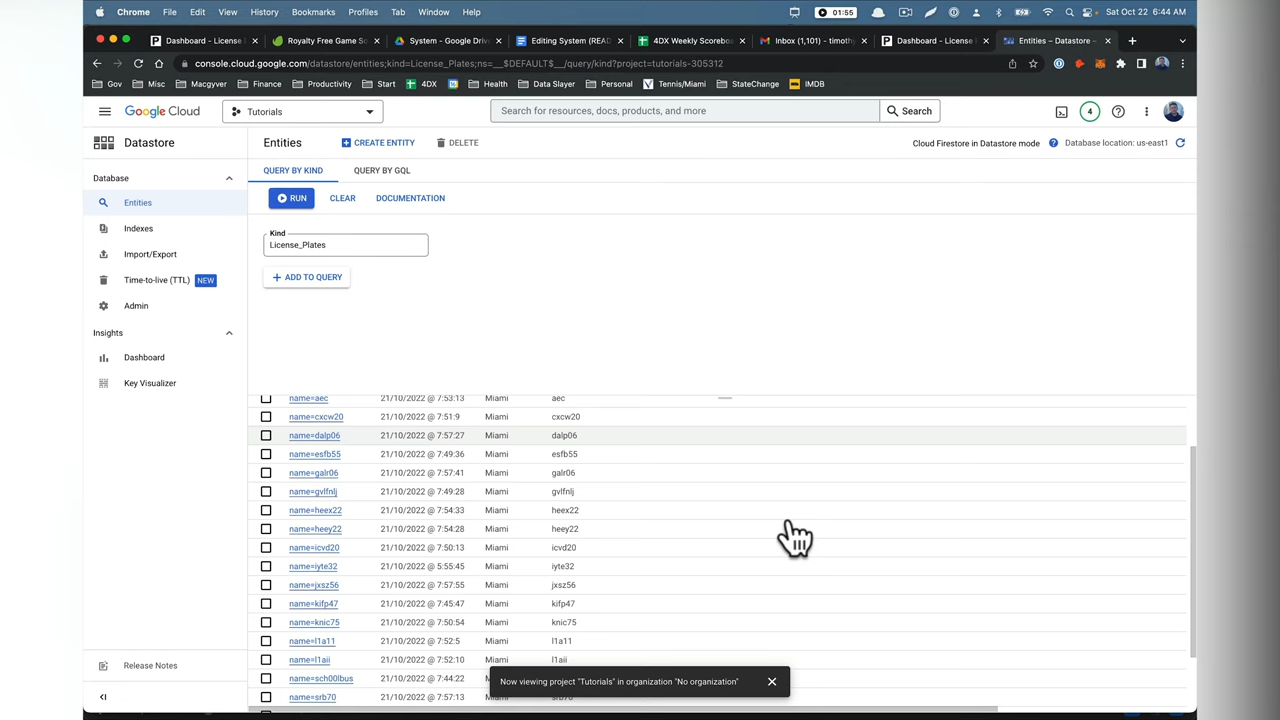 Chrome File Edit View History Bookmarks Profiles Tab Window Help 01:55 Sat Oct 22 6:44 AM
Dashboard - License Royalty Free Game So System - Google Drive Editing System (READ 4DX Weekly Scoreb Inbox (1,101) - timothy Dashboard - License Entities – Datastore –
console.cloud.google.com/datastore/entities;kind=License_Plates;ns=__$DEFAULT$__/query/kind?project=tutorials-305312
Gov Misc Macgyver Finance Productivity Start 4DX Health Data Slayer Personal Tennis/Miami StateChange IMDB
Google Cloud Tutorials Search for resources, docs, products, and more Search 4
Datastore Entities CREATE ENTITY DELETE Cloud Firestore in Datastore mode Database location: us-east1
Database QUERY BY KIND QUERY BY GQL
Entities RUN CLEAR DOCUMENTATION
Indexes
Kind
License_Plates
Import/Export
Time-to-live (TTL) NEW ADD TO QUERY
Admin
Insights
Dashboard
Key Visualizer
name=aec 21/10/2022 @ 7:53:13 Miami aec
name=cxcw20 21/10/2022 @ 7:51:9 Miami cxcw20
name=dalp06 21/10/2022 @ 7:57:27 Miami dalp06
name=esfb55 21/10/2022 @ 7:49:36 Miami esfb55
name=galr06 21/10/2022 @ 7:57:41 Miami galr06
name=gvlfnlj 21/10/2022 @ 7:49:28 Miami gvlfnlj
name=heex22 21/10/2022 @ 7:54:33 Miami heex22
name=heey22 21/10/2022 @ 7:54:28 Miami heey22
name=icvd20 21/10/2022 @ 7:50:13 Miami icvd20
name=iyte32 21/10/2022 @ 5:55:45 Miami iyte32
name=jxsz56 21/10/2022 @ 7:57:55 Miami jxsz56
name=kifp47 21/10/2022 @ 7:45:47 Miami kifp47
name=knic75 21/10/2022 @ 7:50:54 Miami knic75
name=l1a11 21/10/2022 @ 7:52:5 Miami l1a11
name=l1aii 21/10/2022 @ 7:52:10 Miami l1aii
Release Notes
name=sch00lbus 21/10/2022 @ 7:44:22
Now viewing project "Tutorials" in organization "No organization"
name=srb70 21/10/2022 @ 7:57:13